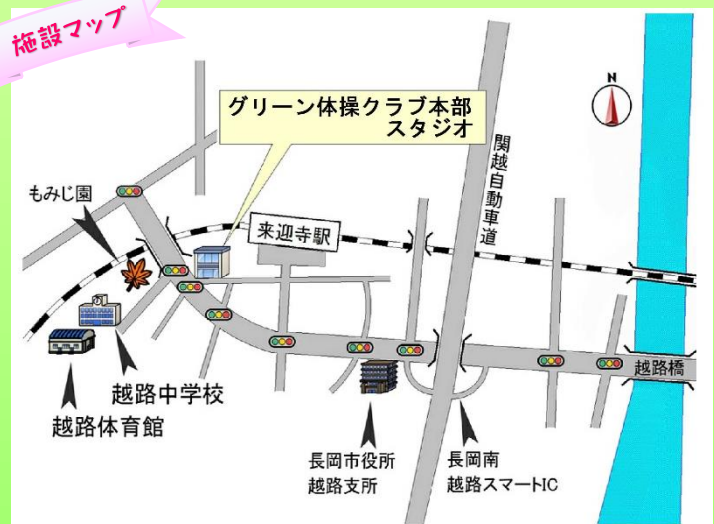 施設マップ
グリーン体操クラブ本部
スタジオ
N
関越自動車道
もみじ園
来迎寺駅
越路橋
越路中学校
越路体育館
長岡市役所
越路支所
長岡南
越路スマートIC